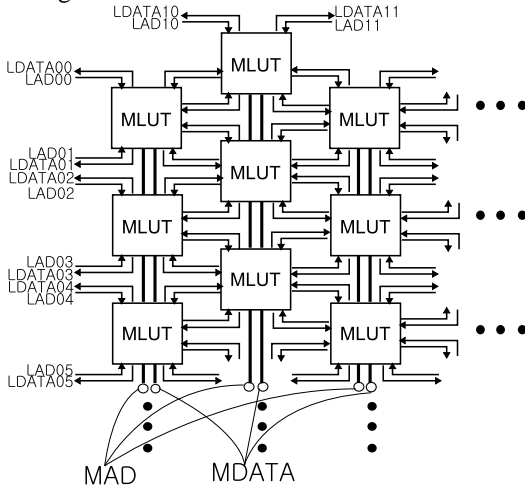 LDATA10
LAD10
LDATA11
LAD11
LDATA00
LAD00
MLUT
MLUT
MLUT
LAD01
LDATA01
LDATA02
LAD02
MLUT
MLUT
MLUT
LAD03
LDATA03
LDATA04
LAD04
MLUT
MLUT
MLUT
LAD05
LDATA05
MAD
MDATA